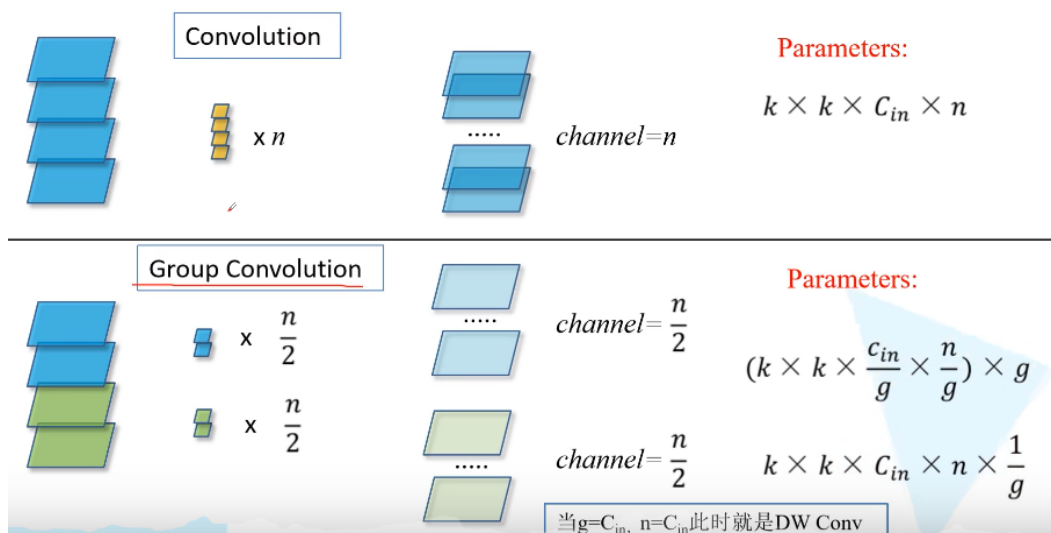 Convolution
Parameters:
x n
.....
channel=n
k × k × C_in × n
Group Convolution
Parameters:
x n/2
.....
channel= n/2
(k × k × c_in/g × n/g) × g
x n/2
.....
channel= n/2
k × k × C_in × n × 1/g
当g=C_in, n=C_in此时就是DW Conv